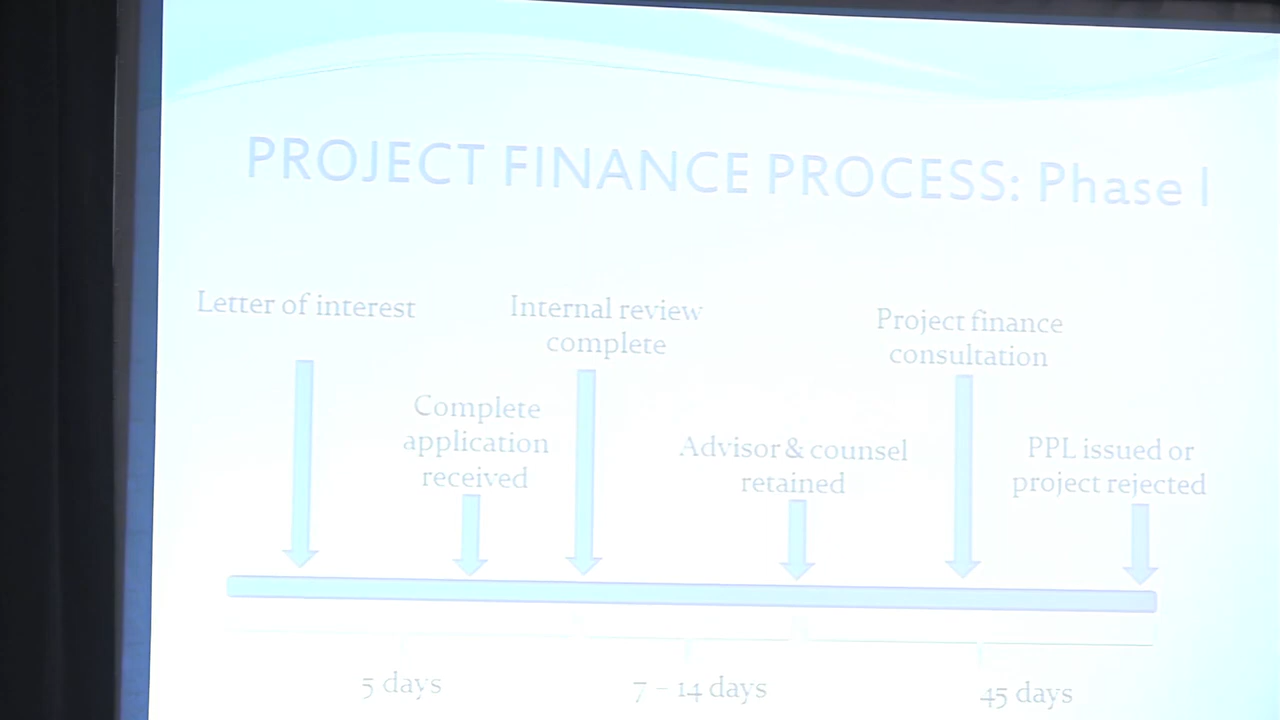 PROJECT FINANCE PROCESS: Phase I
Letter of interest
Complete
application
received
Internal review
complete
Advisor & counsel
retained
Project finance
consultation
PPL issued or
project rejected
5 days
7 – 14 days
45 days